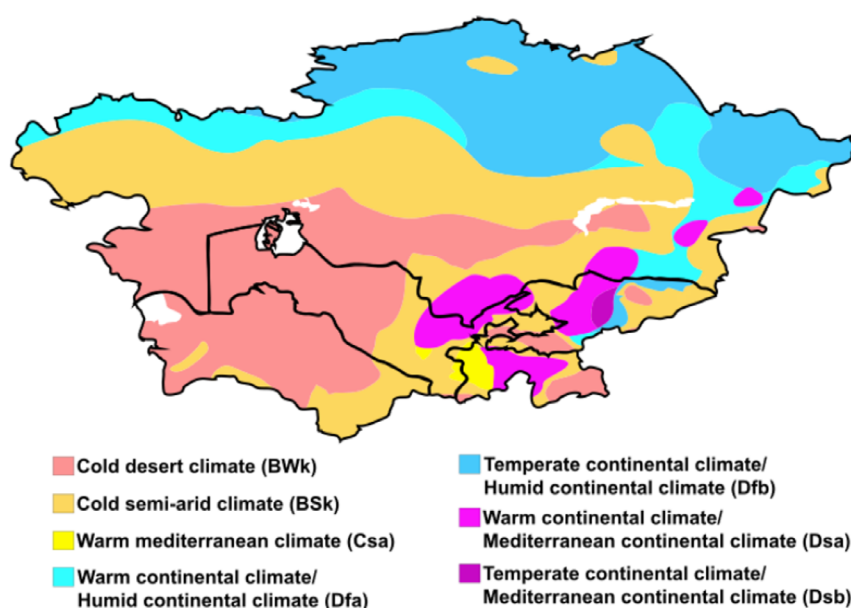 Cold desert climate (BWk)
Cold semi-arid climate (BSk)
Warm mediterranean climate (Csa)
Warm continental climate/
Humid continental climate (Dfa)
Temperate continental climate/
Humid continental climate (Dfb)
Warm continental climate/
Mediterranean continental climate (Dsa)
Temperate continental climate/
Mediterranean continental climate (Dsb)